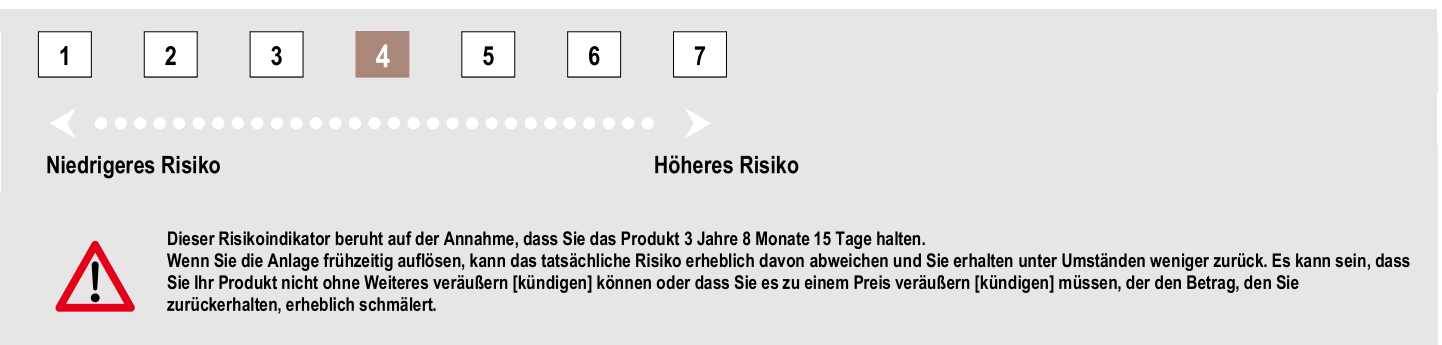 1 2 3 4 5 6 7
Niedrigeres Risiko Höheres Risiko
Dieser Risikoindikator beruht auf der Annahme, dass Sie das Produkt 3 Jahre 8 Monate 15 Tage halten.
Wenn Sie die Anlage frühzeitig auflösen, kann das tatsächliche Risiko erheblich davon abweichen und Sie erhalten unter Umständen weniger zurück. Es kann sein, dass
Sie Ihr Produkt nicht ohne Weiteres veräußern [kündigen] können oder dass Sie es zu einem Preis veräußern [kündigen] müssen, der den Betrag, den Sie
zurückerhalten, erheblich schmälert.